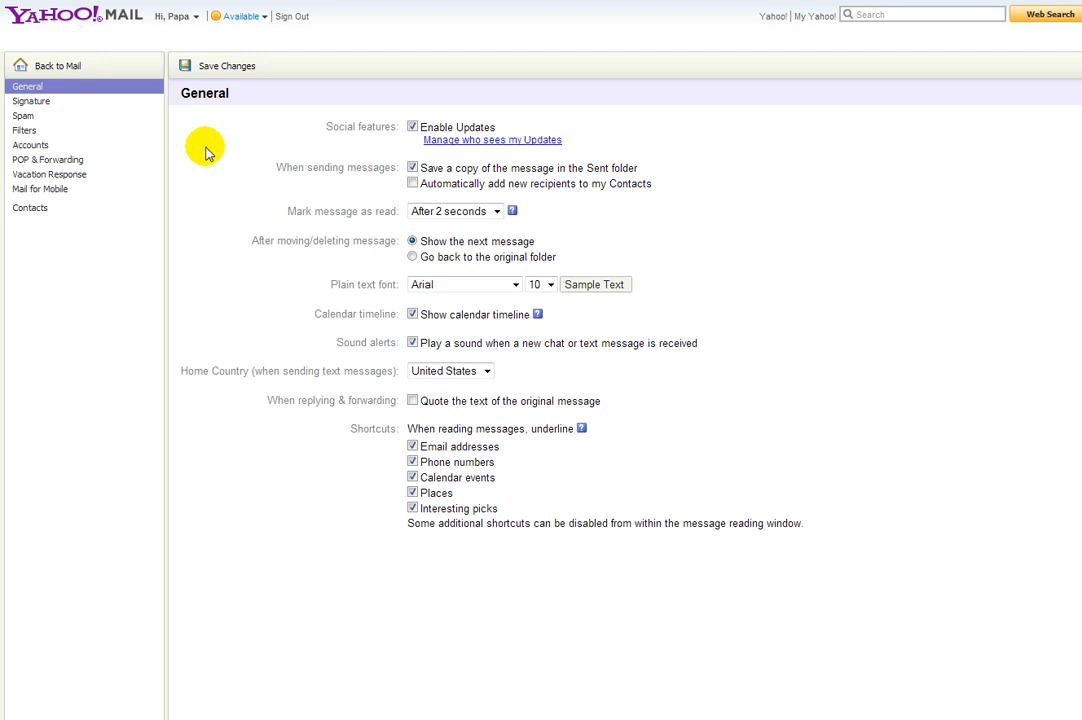 YAHOO! MAIL Hi, Papa Available Sign Out Yahoo! My Yahoo! Search Web Search
Back to Mail
Save Changes
General
Signature
Spam
Filters
Accounts
POP & Forwarding
Vacation Response
Mail for Mobile
Contacts
General
Social features: Enable Updates
Manage who sees my Updates
When sending messages: Save a copy of the message in the Sent folder
Automatically add new recipients to my Contacts
Mark message as read: After 2 seconds ?
After moving/deleting message: Show the next message
Go back to the original folder
Plain text font: Arial 10 Sample Text
Calendar timeline: Show calendar timeline ?
Sound alerts: Play a sound when a new chat or text message is received
Home Country (when sending text messages): United States
When replying & forwarding: Quote the text of the original message
Shortcuts: When reading messages, underline ?
Email addresses
Phone numbers
Calendar events
Places
Interesting picks
Some additional shortcuts can be disabled from within the message reading window.